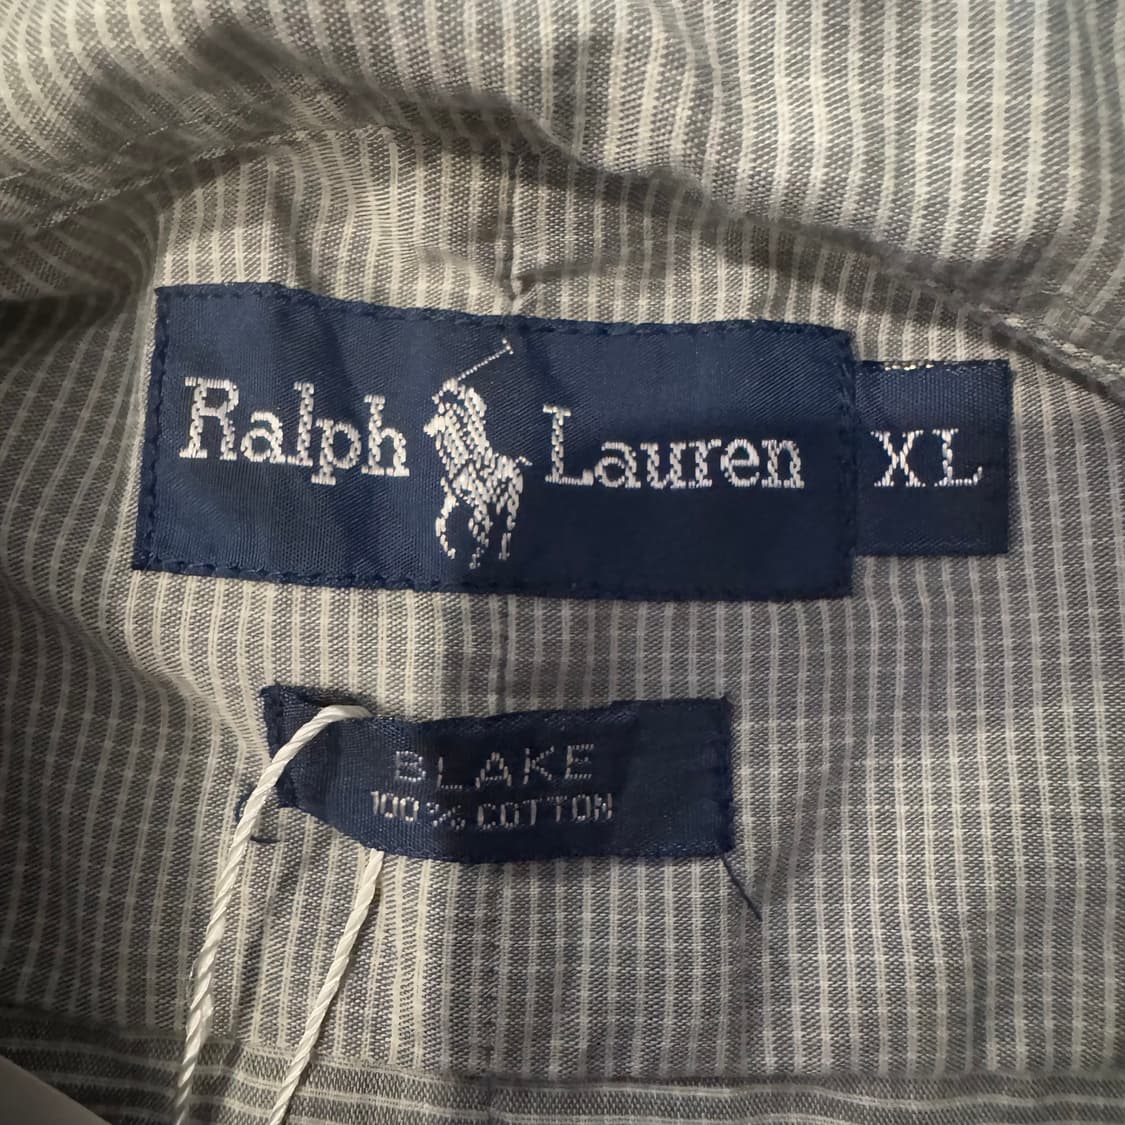 Ralph Lauren XL
BLAKE
100% COTTON